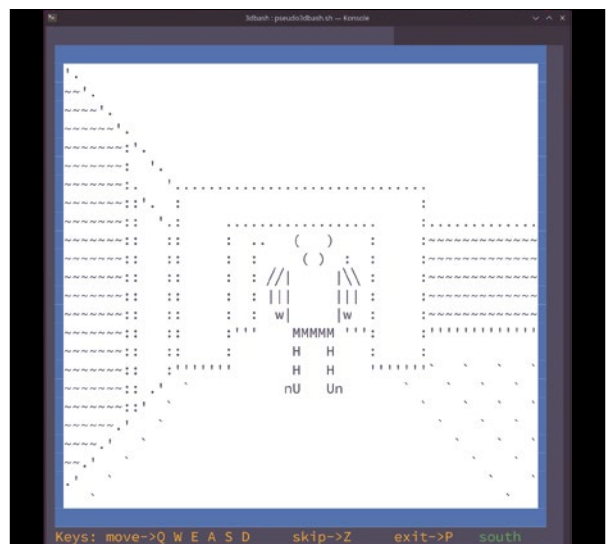 3dbash : pseudo3dbash.sh — Konsole
Keys: move->Q W E A S D skip->Z exit->P south